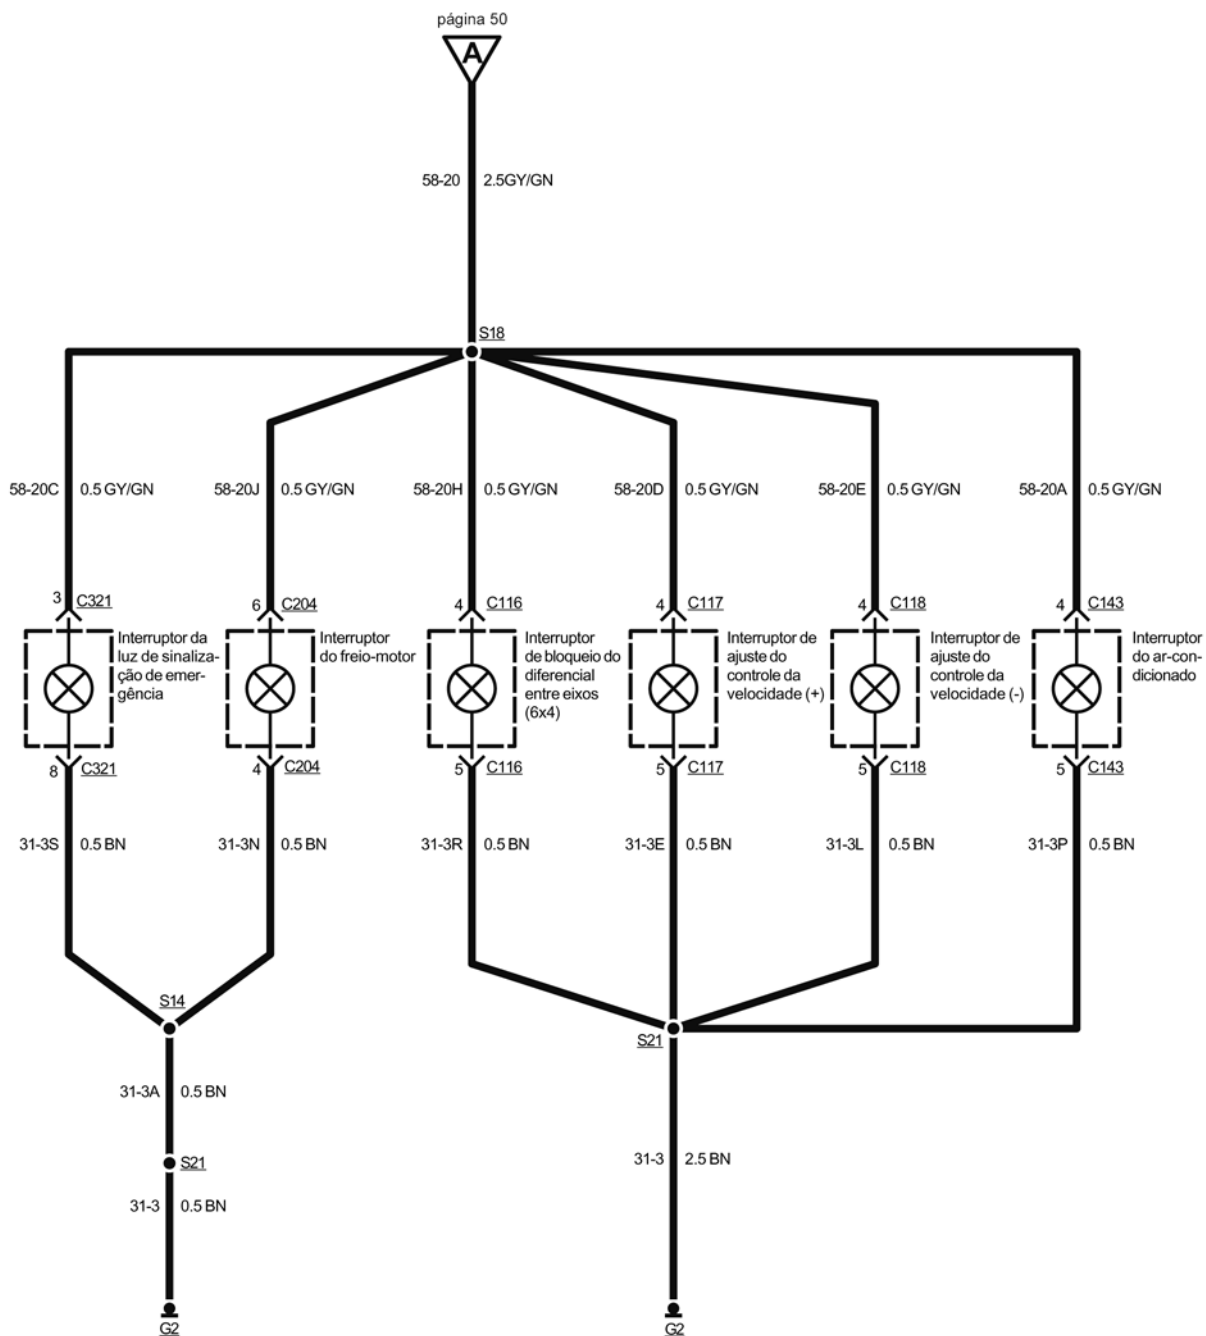 página 50
A
58-20 2.5GY/GN
S18
58-20C 0.5 GY/GN 58-20J 0.5 GY/GN 58-20H 0.5 GY/GN 58-20D 0.5 GY/GN 58-20E 0.5 GY/GN 58-20A 0.5 GY/GN
3 C321 6 C204 4 C116 4 C117 4 C118 4 C143
Interruptor da
luz de sinaliza-
ção de emer-
gência
Interruptor
do freio-motor
Interruptor
de bloqueio do
diferencial
entre eixos
(6x4)
Interruptor de
ajuste do
controle da
velocidade (+)
Interruptor de
ajuste do
controle da
velocidade (-)
Interruptor
do ar-con-
dicionado
8 C321 4 C204 5 C116 5 C117 5 C118 5 C143
31-3S 0.5 BN 31-3N 0.5 BN 31-3R 0.5 BN 31-3E 0.5 BN 31-3L 0.5 BN 31-3P 0.5 BN
S14
S21
31-3A 0.5 BN
S21
31-3 2.5 BN
31-3 0.5 BN
G2 G2